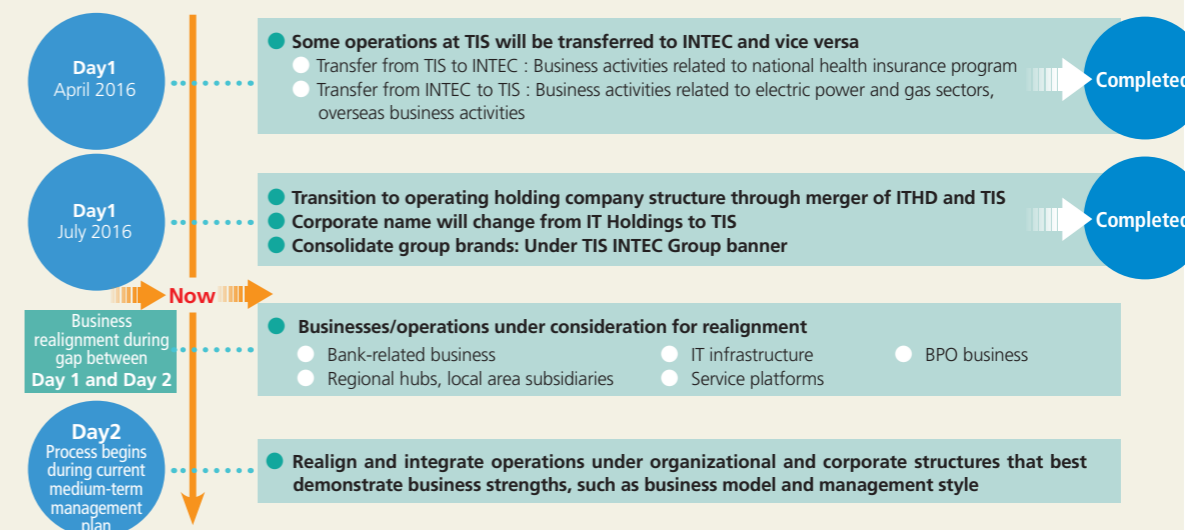 Day1
April 2016
Some operations at TIS will be transferred to INTEC and vice versa
Transfer from TIS to INTEC : Business activities related to national health insurance program
Transfer from INTEC to TIS : Business activities related to electric power and gas sectors,
overseas business activities
Completed
Day1
July 2016
Transition to operating holding company structure through merger of ITHD and TIS
Corporate name will change from IT Holdings to TIS
Consolidate group brands: Under TIS INTEC Group banner
Completed
Now
Business
realignment during
gap between
Day 1 and Day 2
Businesses/operations under consideration for realignment
Bank-related business
IT infrastructure
BPO business
Regional hubs, local area subsidiaries
Service platforms
Day2
Process begins
during current
medium-term
management
plan
Realign and integrate operations under organizational and corporate structures that best
demonstrate business strengths, such as business model and management style